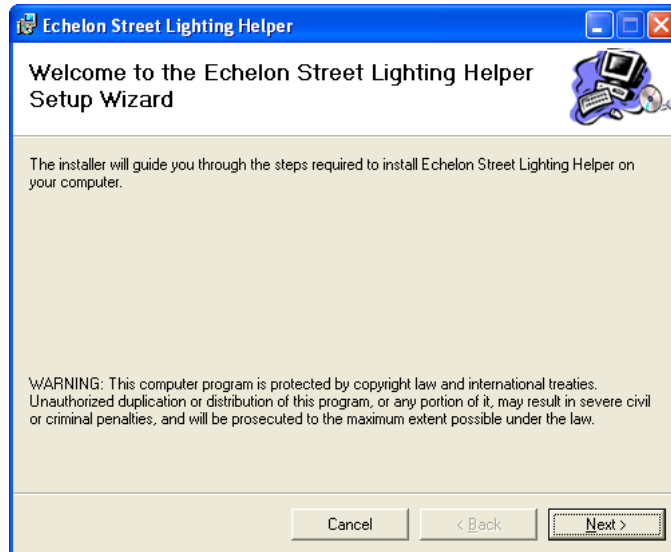 Echelon Street Lighting Helper
Welcome to the Echelon Street Lighting Helper
Setup Wizard
The installer will guide you through the steps required to install Echelon Street Lighting Helper on
your computer.
WARNING: This computer program is protected by copyright law and international treaties.
Unauthorized duplication or distribution of this program, or any portion of it, may result in severe civil
or criminal penalties, and will be prosecuted to the maximum extent possible under the law.
Cancel < Back Next >